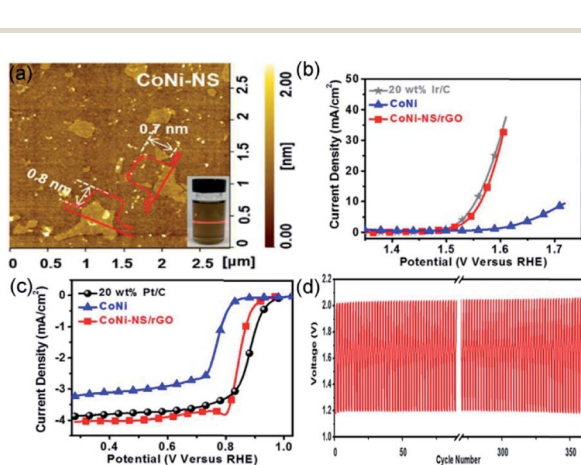 (a)
CoNi-NS
0.7 nm
0.8 nm
2.5
2
1.5
1
0.5
0
2.00
[nm]
0.00
0 0.5 1 1.5 2 2.5
[µm]
(b)
50
40
30
20
10
0
Current Density (mA/cm²)
20 wt% Ir/C
CoNi
CoNi-NS/rGO
1.4 1.5 1.6 1.7
Potential (V Versus RHE)
(c)
0
-1
-2
-3
-4
Current Density (mA/cm²)
20 wt% Pt/C
CoNi
CoNi-NS/rGO
0.4 0.6 0.8 1.0
Potential (V Versus RHE)
(d)
2.2
2.0
1.8
1.6
1.4
1.2
1.0
Voltage (V)
0 50 300 350
Cycle Number